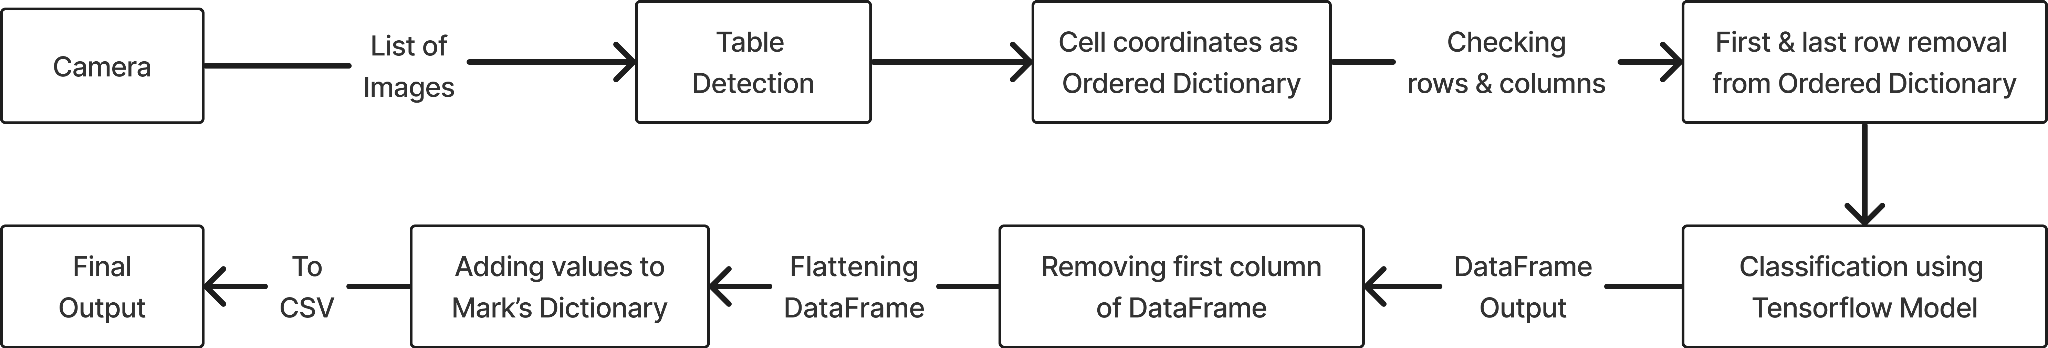 Camera
List of
Images
Table
Detection
Cell coordinates as
Ordered Dictionary
Checking
rows & columns
First & last row removal
from Ordered Dictionary
Classification using
Tensorflow Model
DataFrame
Output
Removing first column
of DataFrame
Flattening
DataFrame
Adding values to
Mark’s Dictionary
To
CSV
Final
Output